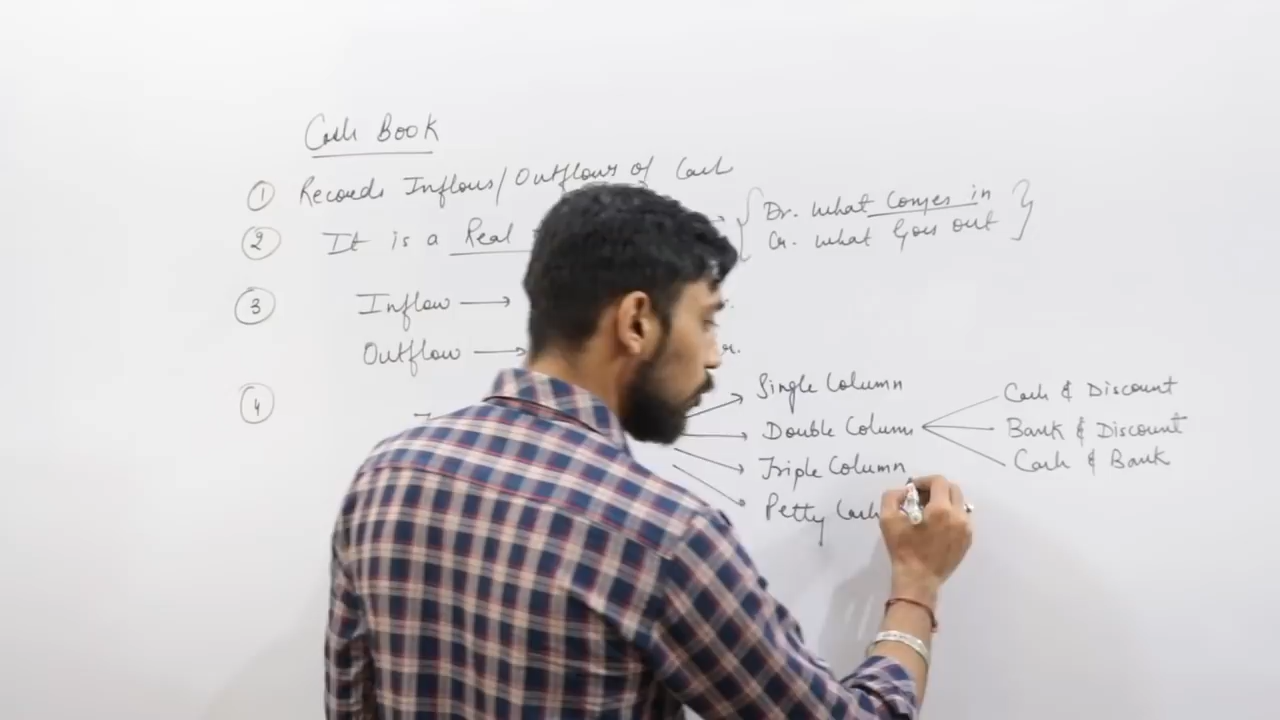 Cash Book
① Records Inflows/Outflows of Cash
② It is a Real
Dr. What Comes in
Cr. What Goes out
③ Inflow →
Outflow →
r.
④
Single Column
Double Column
Cash & Discount
Bank & Discount
Cash & Bank
Triple Column
Petty Cash